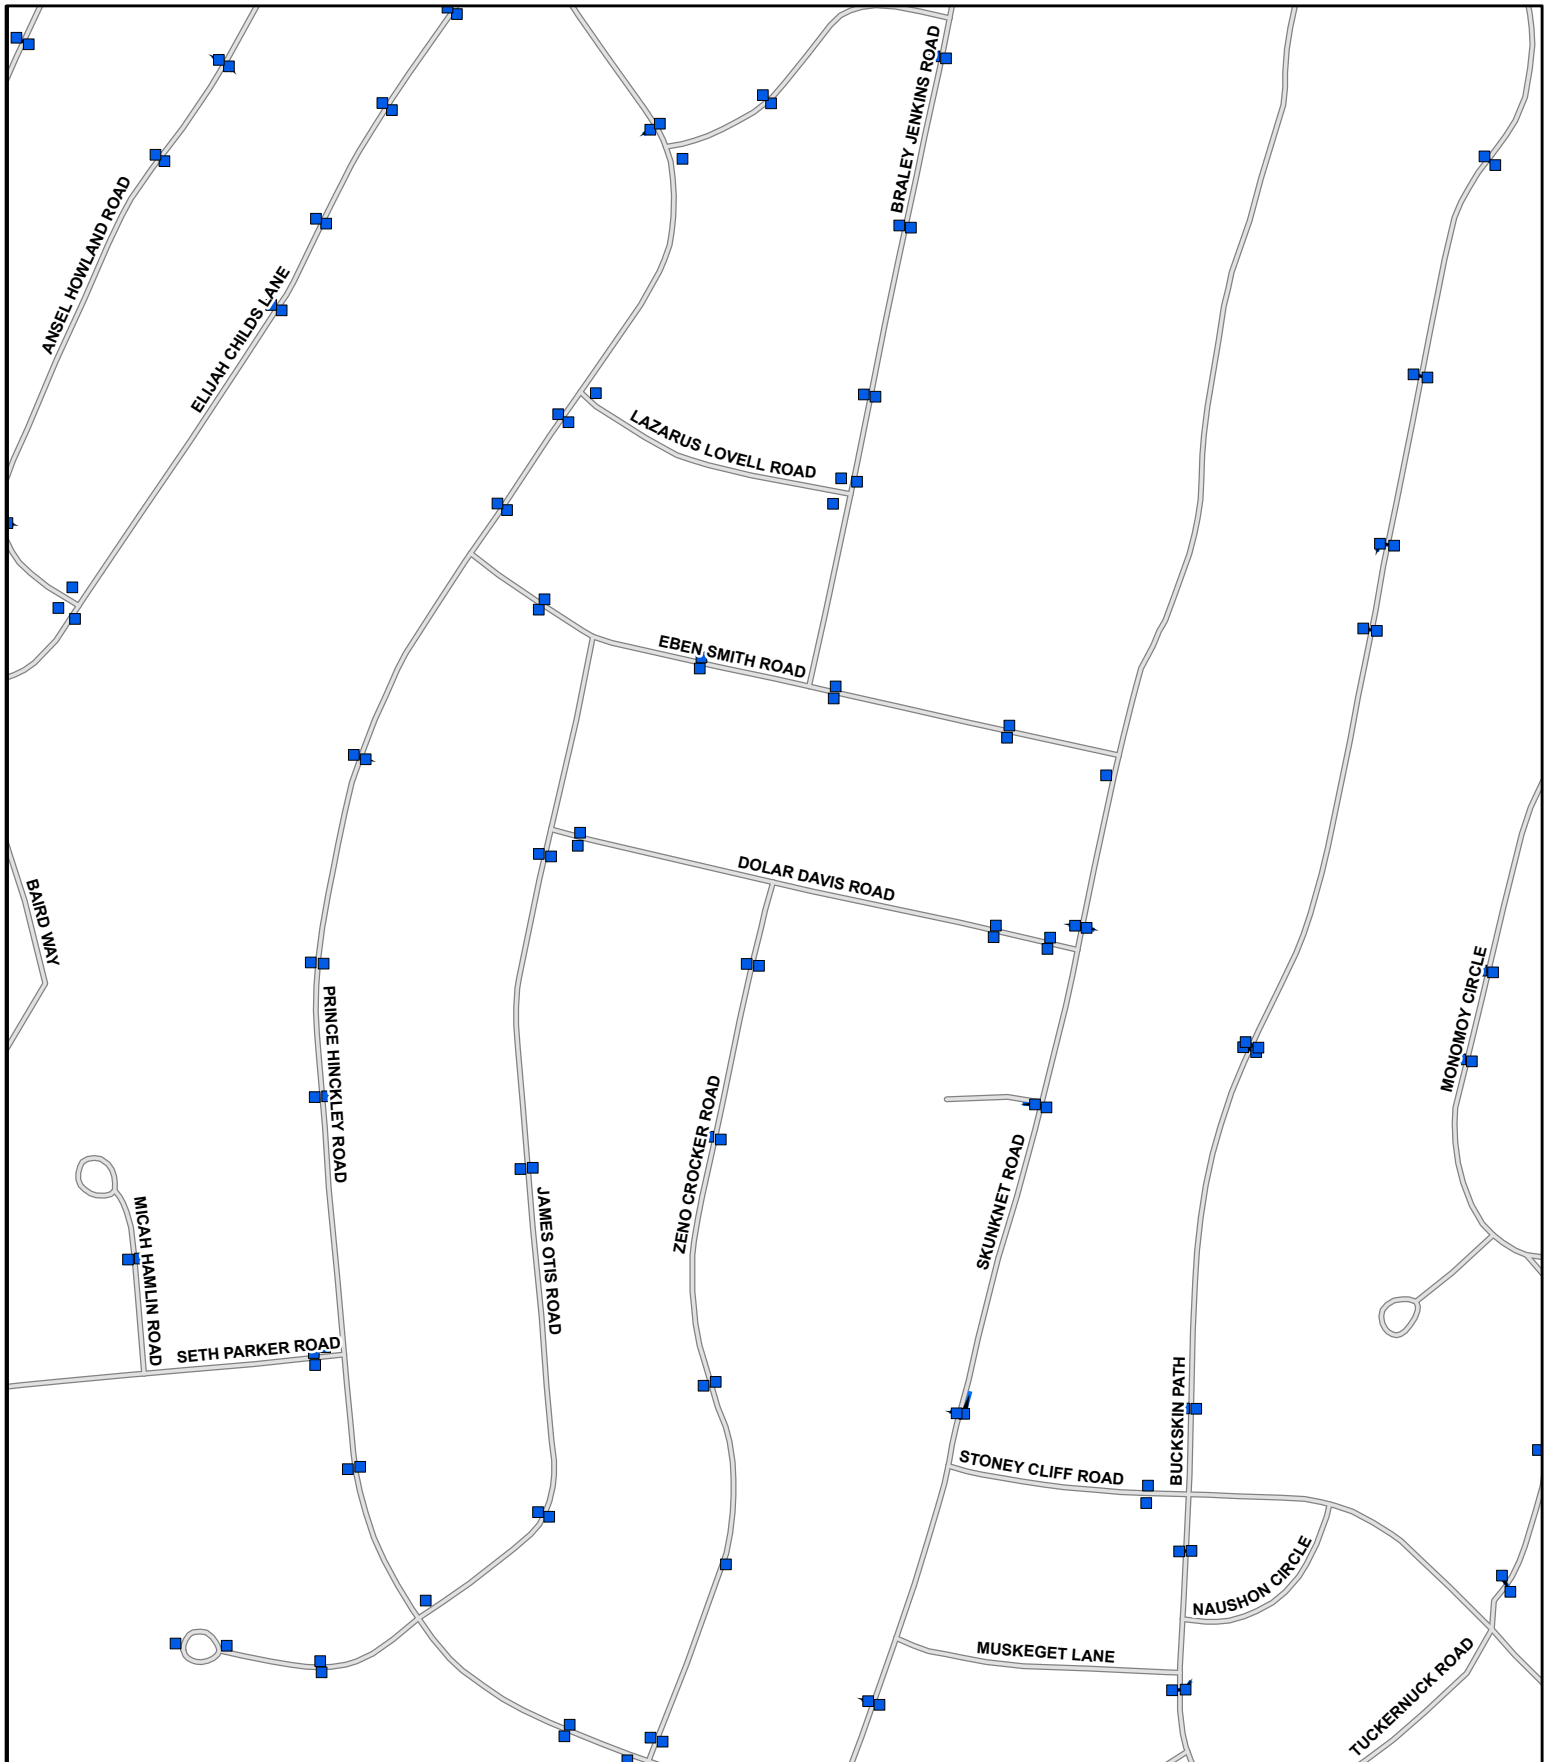 BRALEY JENKINS ROAD
ANSEL HOWLAND ROAD
ELIJAH CHILDS LANE
LAZARUS LOVELL ROAD
EBEN SMITH ROAD
DOLAR DAVIS ROAD
BAIRD WAY
PRINCE HINCKLEY ROAD
MONOMOY CIRCLE
ZENO CROCKER ROAD
SKUNKNET ROAD
JAMES OTIS ROAD
MICAH HAMLIN ROAD
SETH PARKER ROAD
BUCKSKIN PATH
STONEY CLIFF ROAD
NAUSHON CIRCLE
MUSKEGET LANE
TUCKERNUCK ROAD